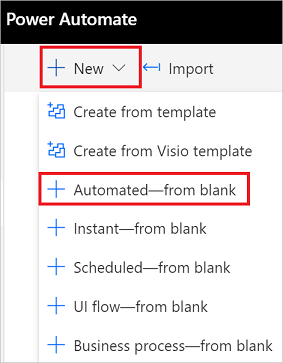 Power Automate
New Import
Create from template
Create from Visio template
Automated—from blank
Instant—from blank
Scheduled—from blank
UI flow—from blank
Business process—from blank